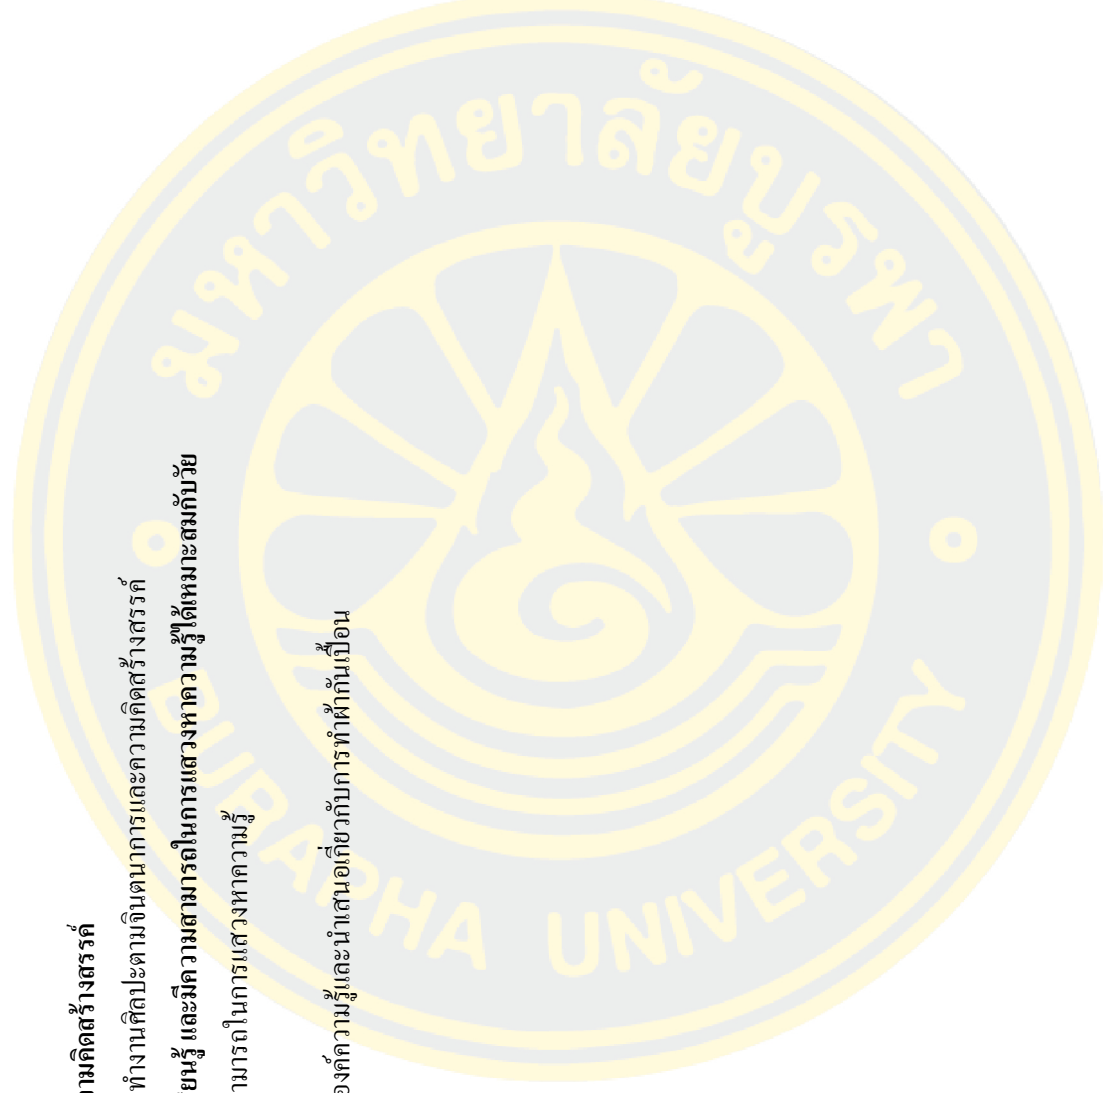 มหาวิทยาลัยบูรพา
BURAPHA UNIVERSITY
ามคิดสร้างสรรค์
ทำงานศิลปะตามจินตนาการและความคิดสร้างสรรค์
ยนรู้ และมีความสามารถในการแสวงหาความรู้ได้เหมาะสมกับวัย
ามารถในการแสวงหาความรู้
องค์ความรู้และนำเสนอเกี่ยวกับการทำผ้ากันเปื้อน